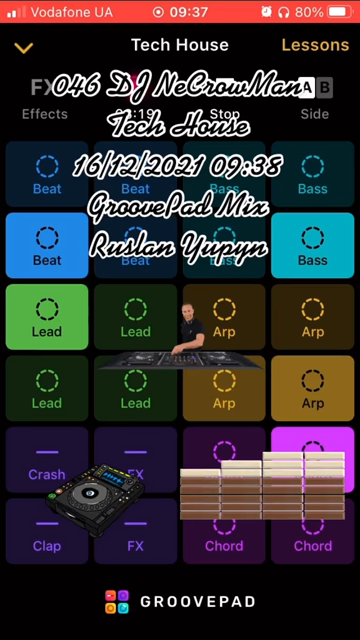 Vodafone UA 09:37 80%
Tech House Lessons
FX A B
046 DJ NeCrowMan
Effects Stop Side
Tech House
16/12/2021 09:38
Beat Beat Bass Bass
GroovePad Mix
Ruslan Yupyn
Beat Bass
Lead Lead Arp Arp
Lead Lead Arp Arp
Crash FX
Clap FX Chord Chord
GROOVEPAD